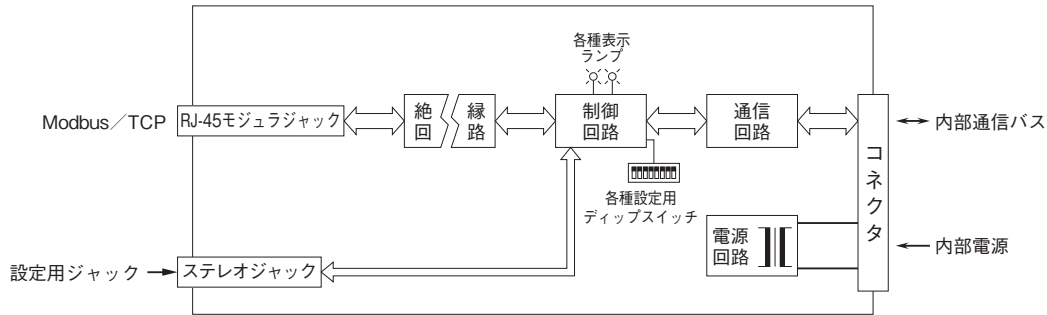 各種表示
ランプ
Modbus／TCP
RJ-45モジュラジャック
絶縁
回路
制御
回路
通信
回路
内部通信バス
コネクタ
各種設定用
ディップスイッチ
電源
回路
内部電源
設定用ジャック
ステレオジャック